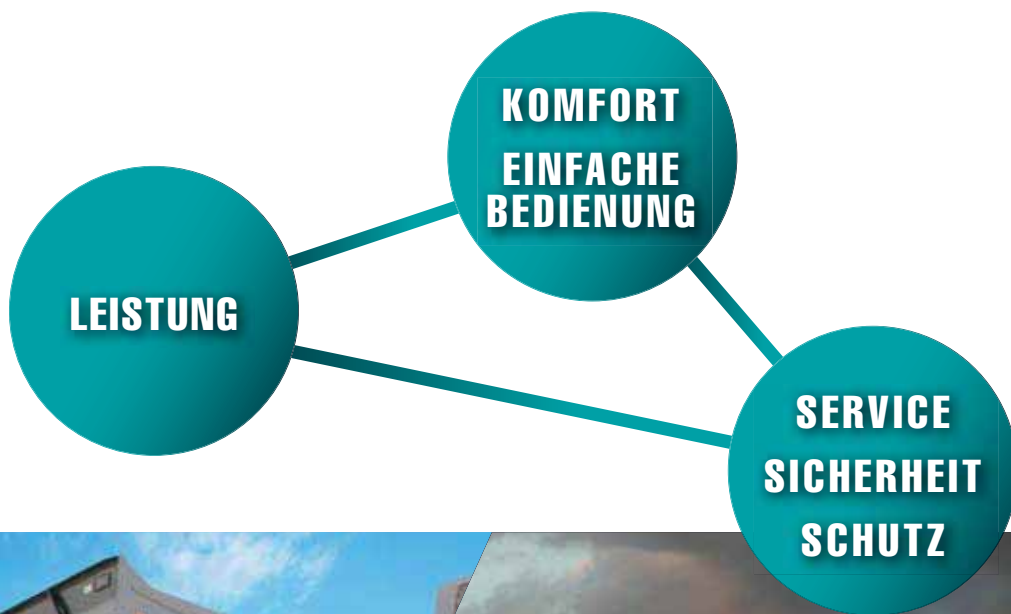 KOMFORT
EINFACHE
BEDIENUNG
LEISTUNG
SERVICE
SICHERHEIT
SCHUTZ